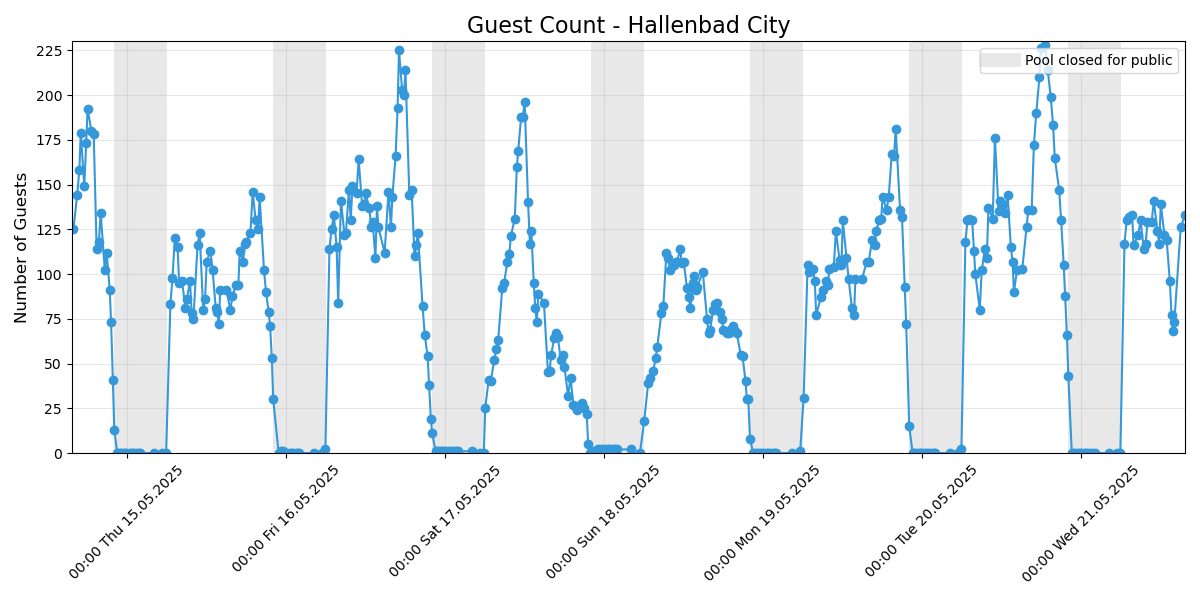 Guest Count - Hallenbad City
Pool closed for public
Number of Guests
225
200
175
150
125
100
75
50
25
0
00:00 Thu 15.05.2025
00:00 Fri 16.05.2025
00:00 Sat 17.05.2025
00:00 Sun 18.05.2025
00:00 Mon 19.05.2025
00:00 Tue 20.05.2025
00:00 Wed 21.05.2025